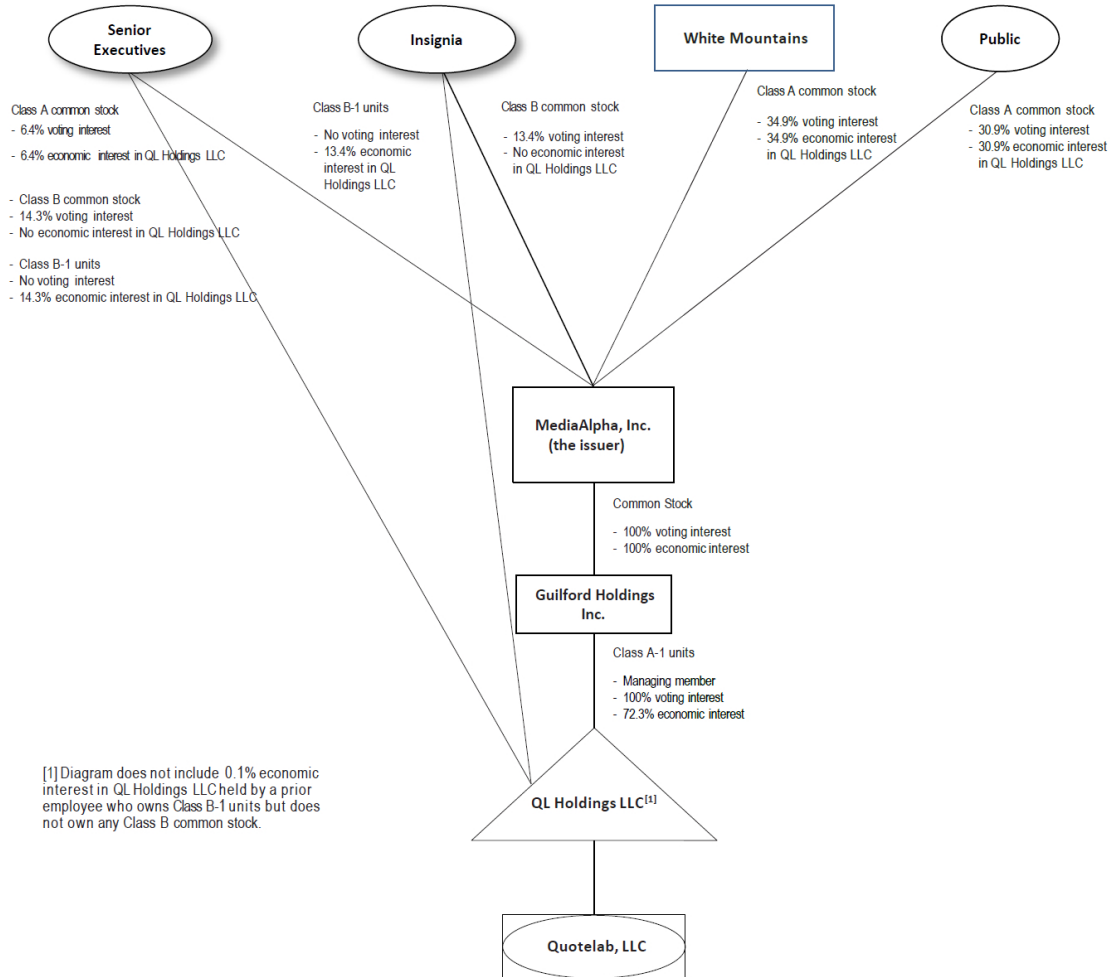 Senior
Executives
Insignia
White Mountains
Public
Class A common stock
- 6.4% voting interest
- 6.4% economic interest in QL Holdings LLC
- Class B common stock
- 14.3% voting interest
- No economic interest in QL Holdings LLC
- Class B-1 units
- No voting interest
- 14.3% economic interest in QL Holdings LLC
Class B-1 units
- No voting interest
- 13.4% economic
interest in QL
Holdings LLC
Class B common stock
- 13.4% voting interest
- No economic interest
in QL Holdings LLC
Class A common stock
- 34.9% voting interest
- 34.9% economic interest
in QL Holdings LLC
Class A common stock
- 30.9% voting interest
- 30.9% economic interest
in QL Holdings LLC
MediaAlpha, Inc.
(the issuer)
Common Stock
- 100% voting interest
- 100% economic interest
Guilford Holdings
Inc.
Class A-1 units
- Managing member
- 100% voting interest
- 72.3% economic interest
[1] Diagram does not include 0.1% economic
interest in QL Holdings LLC held by a prior
employee who owns Class B-1 units but does
not own any Class B common stock.
QL Holdings LLC[1]
Quotelab, LLC